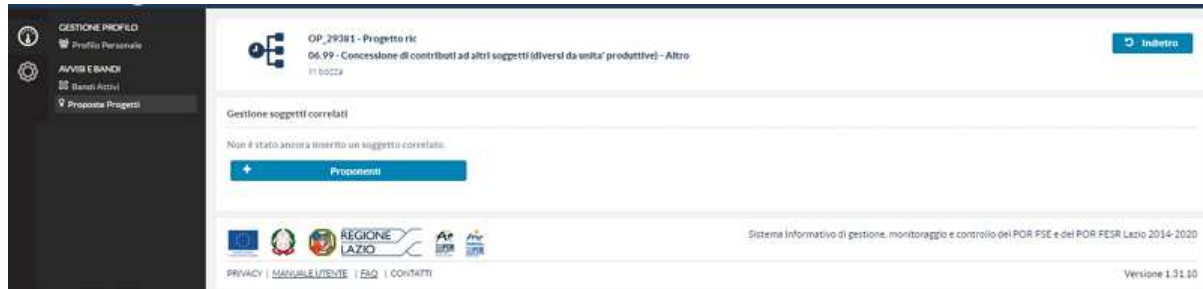 GESTIONE PROFILO
Profilo Personale
AVVISI E BANDI
Bandi Attivi
Proposte Progetti
OP_29381 - Progetto ric
06.99 - Concessione di contributi ad altri soggetti (diversi da unita' produttive) - Altro
In bozza
Indietro
Gestione soggetti correlati
Non è stato ancora inserito un soggetto correlato.
+ Proponenti
REGIONE
LAZIO
Sistema Informativo di gestione, monitoraggio e controllo del POR FSE e del POR FESR Lazio 2014-2020
PRIVACY | MANUALE UTENTE | FAQ | CONTATTI
Versione 1.31.10